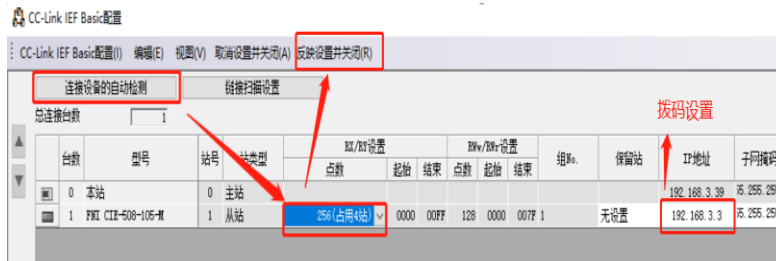 CC-Link IEF Basic配置
CC-Link IEF Basic配置(I) 编辑(E) 视图(V) 取消设置并关闭(A) 反映设置并关闭(R)
连接设备的自动检测 链接扫描设置
总连接台数 1
拨码设置
台数 型号 站号 站类型 RX/RY设置 RWw/RWr设置 组No. 保留站 IP地址 子网掩码
点数 起始 结束 点数 起始 结束
0 本站 0 主站 192.168.3.39 255.255.25
1 FNI CIE-508-105-M 1 从站 256(占用4站) 0000 00FF 128 0000 007F 1 无设置 192.168.3.3 255.255.25